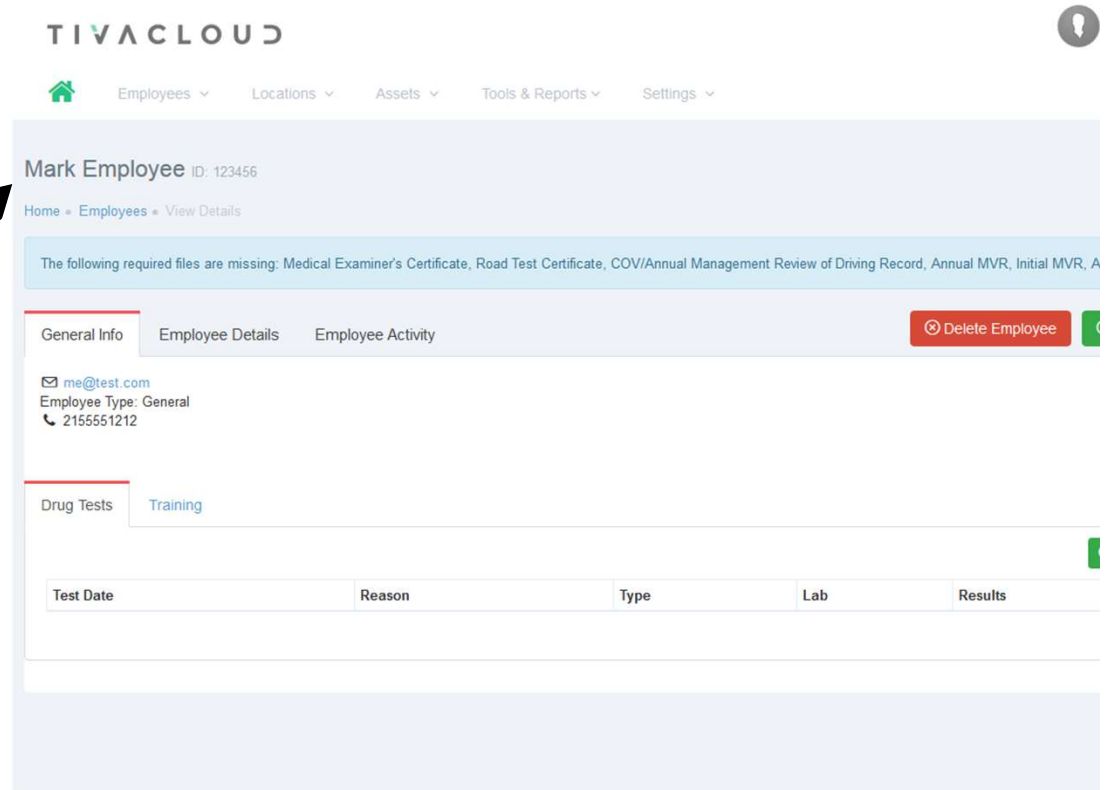 TIVACLOUD
Employees Locations Assets Tools & Reports Settings
Mark Employee ID: 123456
Home Employees View Details
The following required files are missing: Medical Examiner's Certificate, Road Test Certificate, COV/Annual Management Review of Driving Record, Annual MVR, Initial MVR, A
General Info Employee Details Employee Activity Delete Employee
me@test.com
Employee Type: General
2155551212
Drug Tests Training
Test Date Reason Type Lab Results